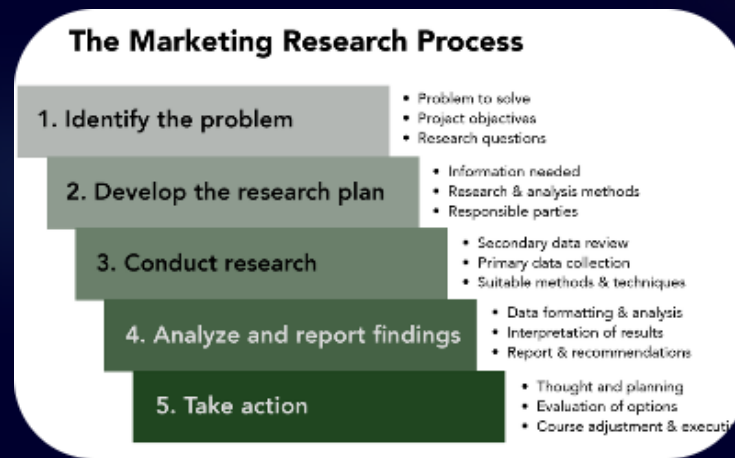 The Marketing Research Process
1. Identify the problem
• Problem to solve
• Project objectives
• Research questions
2. Develop the research plan
• Information needed
• Research & analysis methods
• Responsible parties
3. Conduct research
• Secondary data review
• Primary data collection
• Suitable methods & techniques
4. Analyze and report findings
• Data formatting & analysis
• Interpretation of results
• Report & recommendations
5. Take action
• Thought and planning
• Evaluation of options
• Course adjustment &